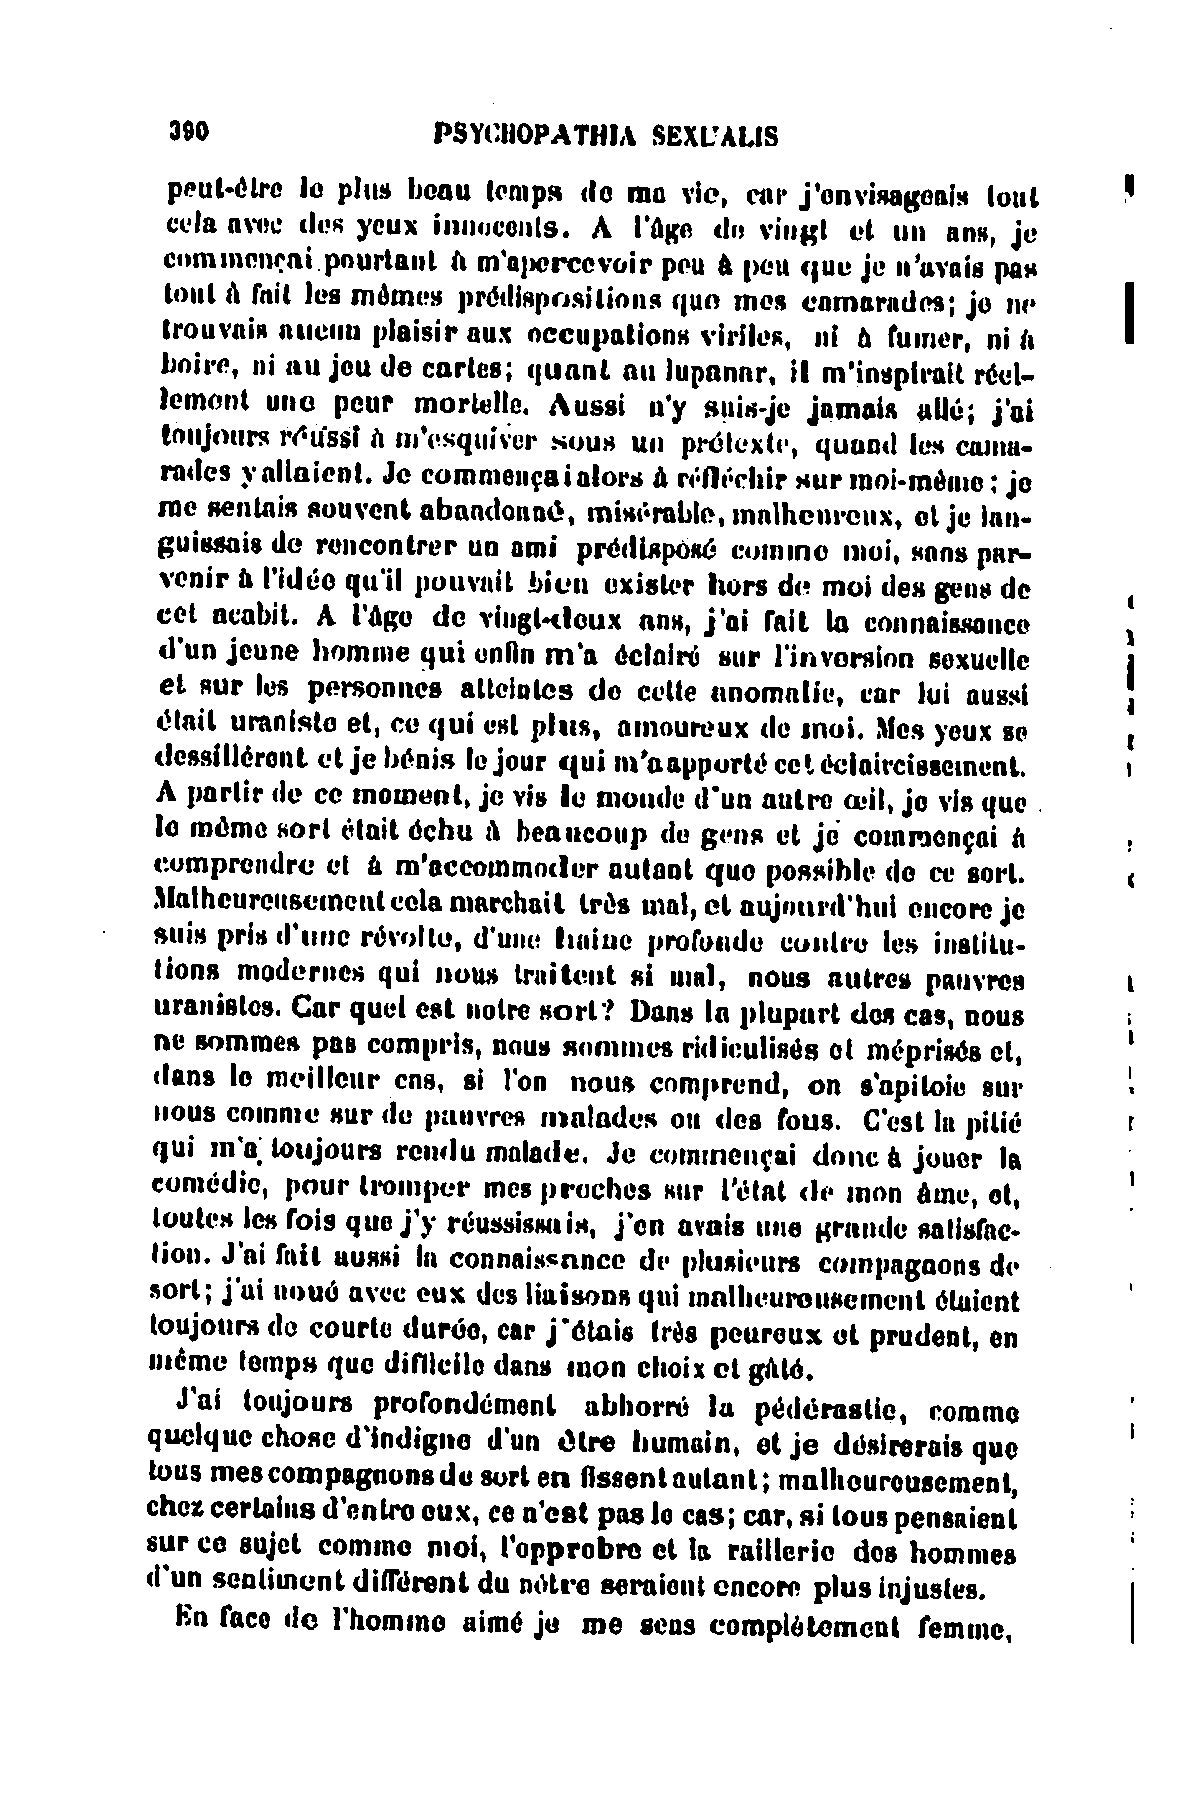 390 PSYCHOPATHIA SEXUALIS
peut-être le plus beau temps de ma vie, car j'envisageais tout
cela avec des yeux innocents. A l'âge de vingt et un ans, je
commençai pourtant à m'apercevoir peu à peu que je n'avais pas
tout à fait les mêmes prédispositions que mes camarades; je ne
trouvais aucun plaisir aux occupations viriles, ni à fumer, ni à
boire, ni au jeu de cartes; quant au lupanar, il m'inspirait réel-
lement une peur mortelle. Aussi n'y suis-je jamais allé; j'ai
toujours réussi à m'esquiver sous un prétexte, quand les cama-
rades y allaient. Je commençai alors à réfléchir sur moi-même; je
me sentais souvent abandonné, misérable, malheureux, et je lan-
guissais de rencontrer un ami prédisposé comme moi, sans par-
venir à l'idée qu'il pouvait bien exister hors de moi des gens de
cet acabit. A l'âge de vingt-deux ans, j'ai fait la connaissance
d'un jeune homme qui enfin m'a éclairé sur l'inversion sexuelle
et sur les personnes atteintes de cette anomalie, car lui aussi
était uraniste et, ce qui est plus, amoureux de moi. Mes yeux se
dessillèrent et je bénis le jour qui m'a apporté cet éclaircissement.
A partir de ce moment, je vis le monde d'un autre œil, je vis que
le même sort était échu à beaucoup de gens et je commençai à
comprendre et à m'accommoder autant que possible de ce sort.
Malheureusement cela marchait très mal, et aujourd'hui encore je
suis pris d'une révolte, d'une haine profonde contre les institu-
tions modernes qui nous traitent si mal, nous autres pauvres
uranistes. Car quel est notre sort? Dans la plupart des cas, nous
ne sommes pas compris, nous sommes ridiculisés et méprisés et,
dans le meilleur cas, si l'on nous comprend, on s'apitoie sur
nous comme sur de pauvres malades ou des fous. C'est la pitié
qui m'a toujours rendu malade. Je commençai donc à jouer la
comédie, pour tromper mes proches sur l'état de mon âme, et,
toutes les fois que j'y réussissais, j'en avais une grande satisfac-
tion. J'ai fait aussi la connaissance de plusieurs compagnons de
sort; j'ai noué avec eux des liaisons qui malheureusement étaient
toujours de courte durée, car j'étais très peureux et prudent, en
même temps que difficile dans mon choix et gâté.
J'ai toujours profondément abhorré la pédérastie, comme
quelque chose d'indigne d'un être humain, et je désirerais que
tous mes compagnons de sort en fissent autant; malheureusement,
chez certains d'entre eux, ce n'est pas le cas; car, si tous pensaient
sur ce sujet comme moi, l'opprobre et la raillerie des hommes
d'un sentiment différent du nôtre seraient encore plus injustes.
En face de l'homme aimé je me sens complètement femme,